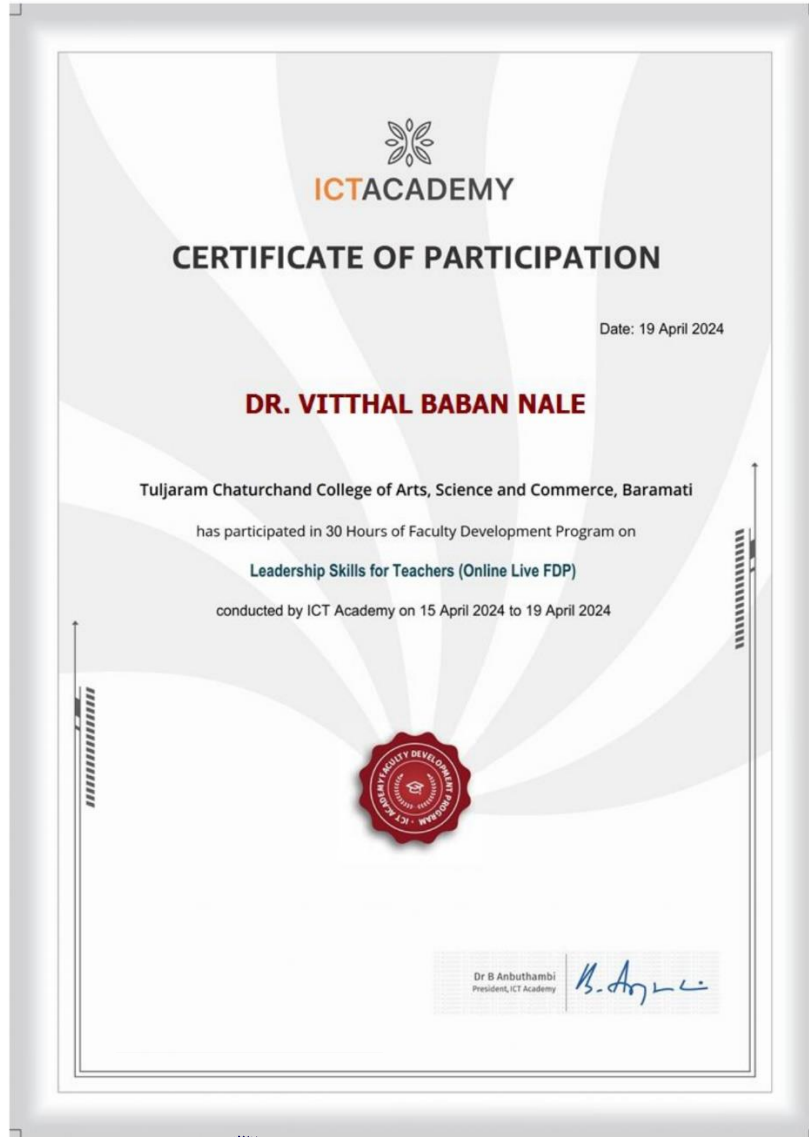 ICTACADEMY
CERTIFICATE OF PARTICIPATION
Date: 19 April 2024
DR. VITTHAL BABAN NALE
Tuljaram Chaturchand College of Arts, Science and Commerce, Baramati
has participated in 30 Hours of Faculty Development Program on
Leadership Skills for Teachers (Online Live FDP)
conducted by ICT Academy on 15 April 2024 to 19 April 2024
FACULTY DEVELOPMENT PROGRAM
· ICT ACADEMY
Dr B Anbuthambi
President, ICT Academy